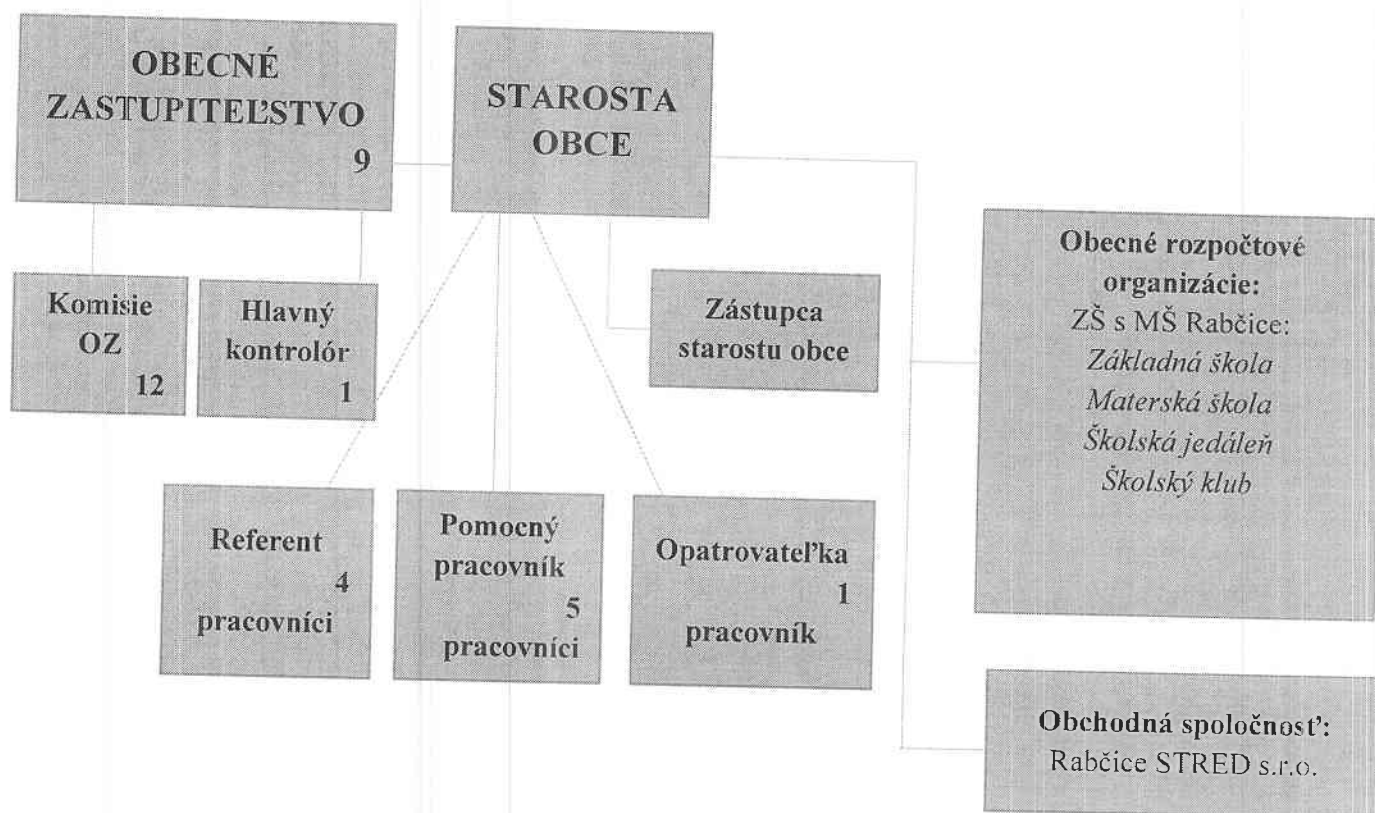 OBECNÉ
ZASTUPITEĽSTVO
9
STAROSTA
OBCE
Komisie
OZ
12
Hlavný
kontrolór
1
Zástupca
starostu obce
Obecné rozpočtové
organizácie:
ZŠ s MŠ Rabčice:
Základná škola
Materská škola
Školská jedáleň
Školský klub
Referent
4
pracovníci
Pomocný
pracovník
5
pracovníci
Opatrovateľka
1
pracovník
Obchodná spoločnosť:
Rabčice STRED s.r.o.